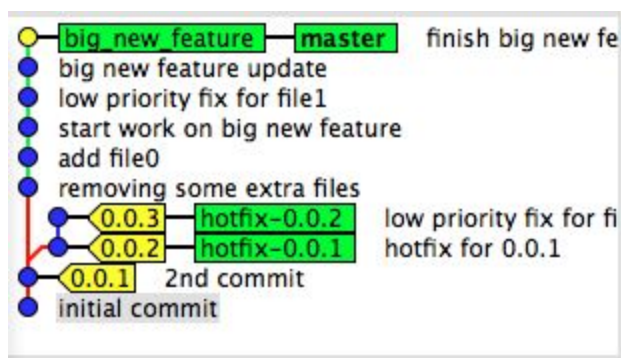 big_new_feature master finish big new fe
big new feature update
low priority fix for file1
start work on big new feature
add file0
removing some extra files
0.0.3 hotfix-0.0.2 low priority fix for fi
0.0.2 hotfix-0.0.1 hotfix for 0.0.1
0.0.1 2nd commit
initial commit